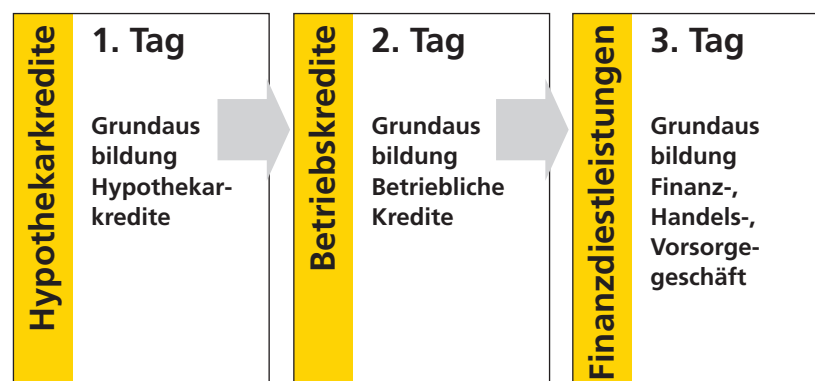 Hypothekarkredite
1. Tag
Grundaus
bildung
Hypothekar-
kredite
Betriebskredite
2. Tag
Grundaus
bildung
Betriebliche
Kredite
Finanzdiestleistungen
3. Tag
Grundaus
bildung
Finanz-,
Handels-,
Vorsorge-
geschäft